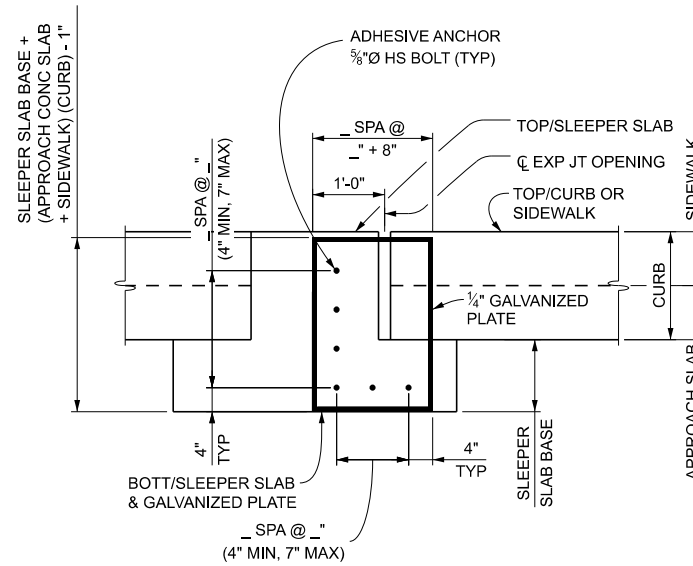 SLEEPER SLAB BASE +
(APPROACH CONC SLAB
+ SIDEWALK) (CURB) - 1"
ADHESIVE ANCHOR
⅝"Ø HS BOLT (TYP)
_ SPA @
_" + 8"
1'-0"
TOP/SLEEPER SLAB
℄ EXP JT OPENING
TOP/CURB OR
SIDEWALK
_ SPA @ _"
(4" MIN, 7" MAX)
¼" GALVANIZED
PLATE
CURB
SIDEWALK
APPROACH SLAB
4"
TYP
BOTT/SLEEPER SLAB
& GALVANIZED PLATE
4"
TYP
SLEEPER
SLAB BASE
_ SPA @ _"
(4" MIN, 7" MAX)